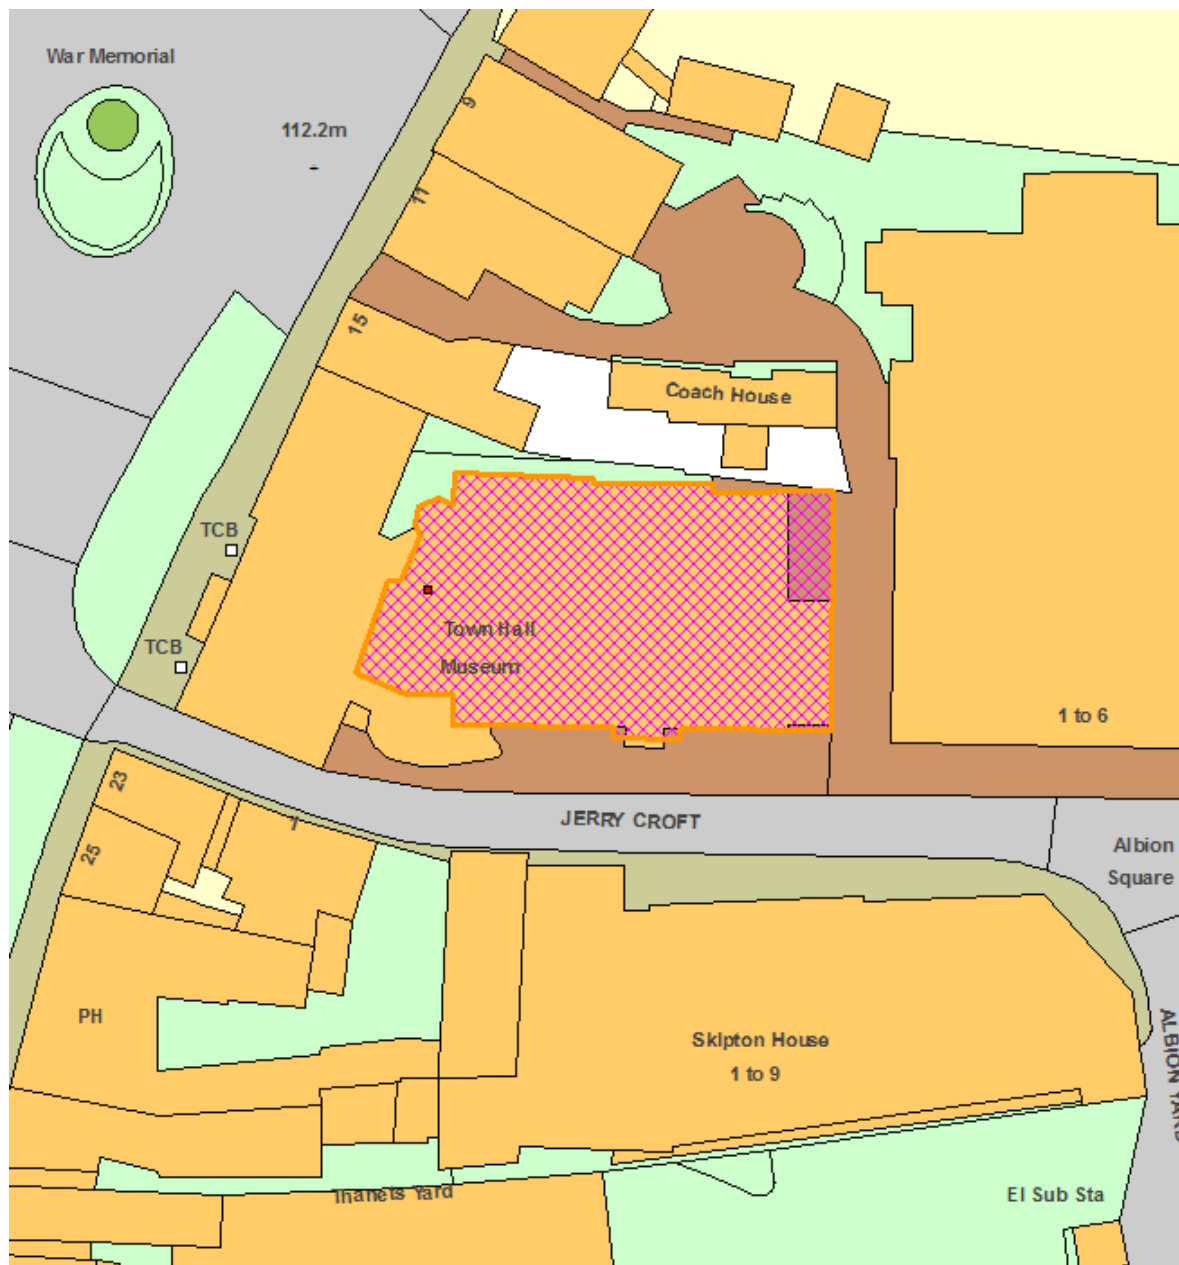 War Memorial
112.2m
9
11
15
Coach House
TCB
TCB
Town Hall
Museum
1 to 6
23
25
7
JERRY CROFT
Albion
Square
PH
Skipton House
1 to 9
ALBION YARD
Thanets Yard
El Sub Sta